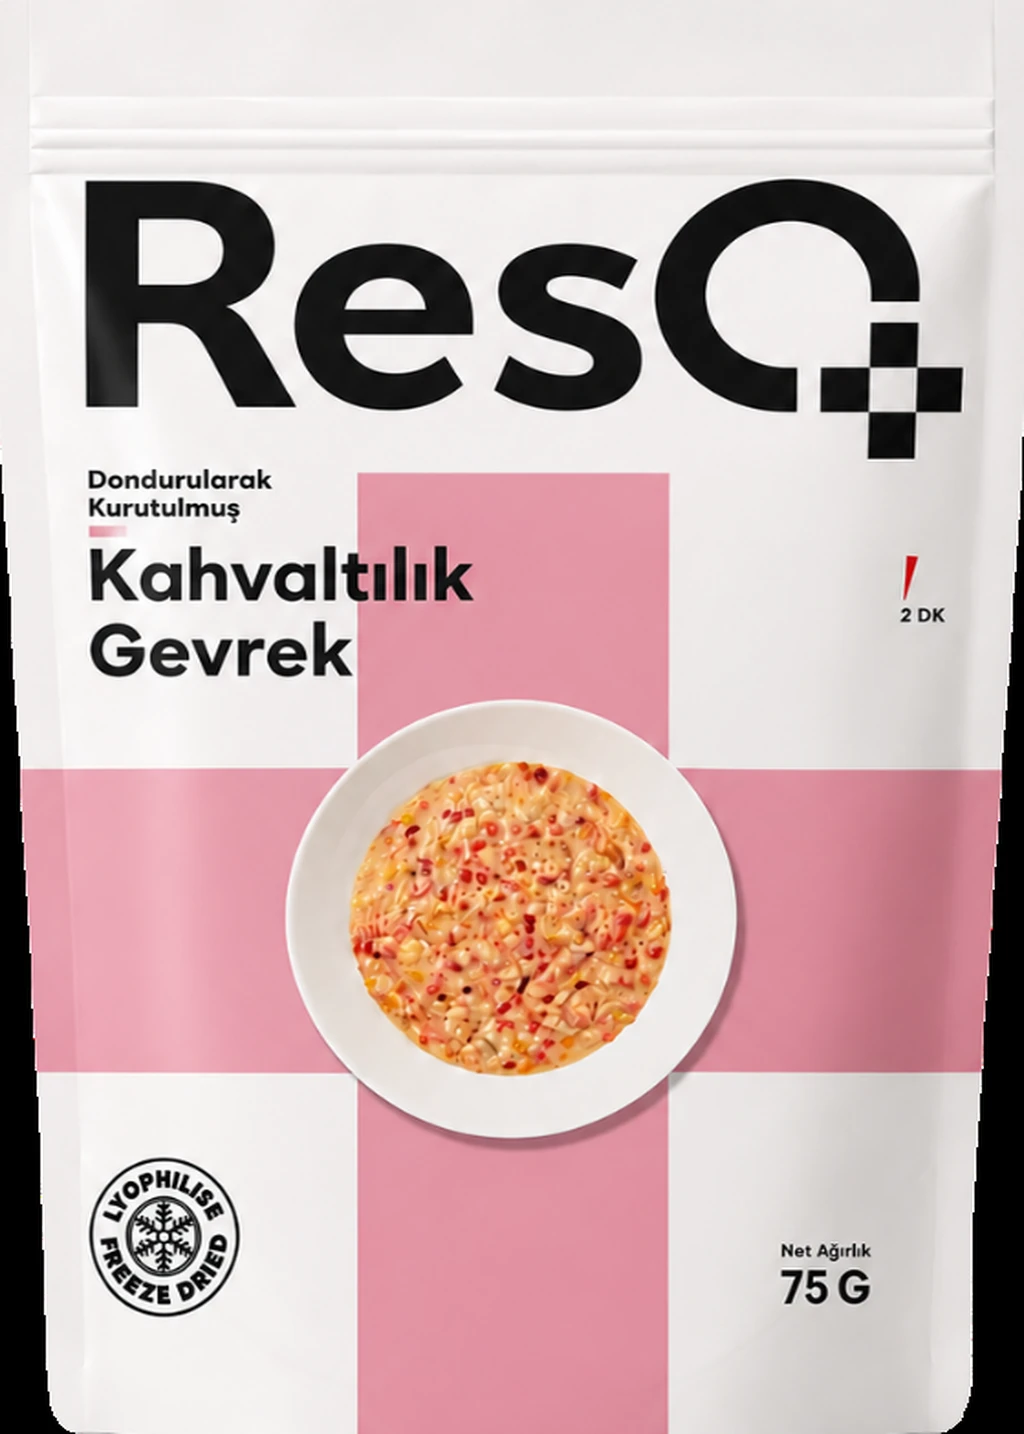 ResQ
Dondurularak
Kurutulmuş
Kahvaltılık
Gevrek
2 DK
LYOPHILISE
FREEZE DRIED
Net Ağırlık
75 G